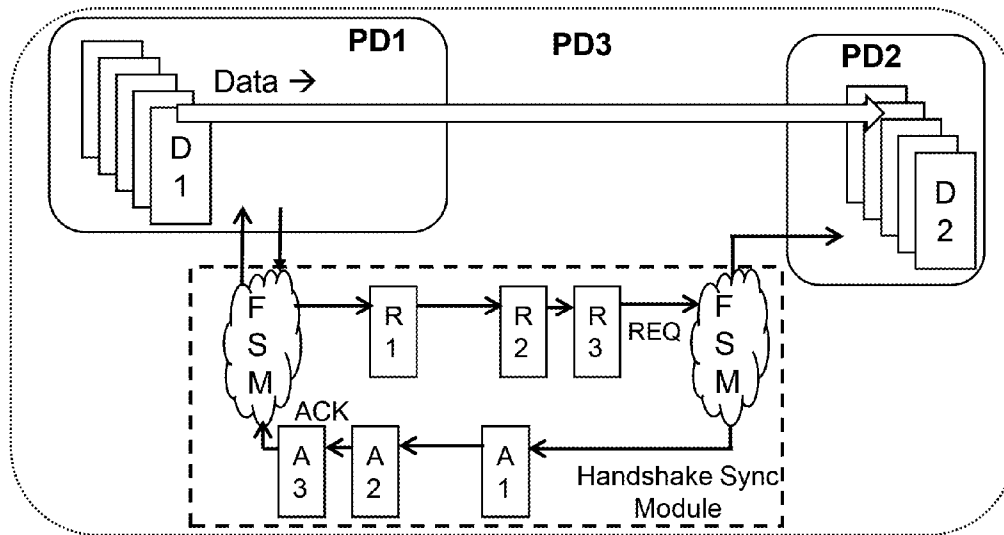 PD1
PD3
PD2
Data →
D
1
D
2
F
S
M
R
1
R
2
R
3
REQ
F
S
M
ACK
A
3
A
2
A
1
Handshake Sync
Module